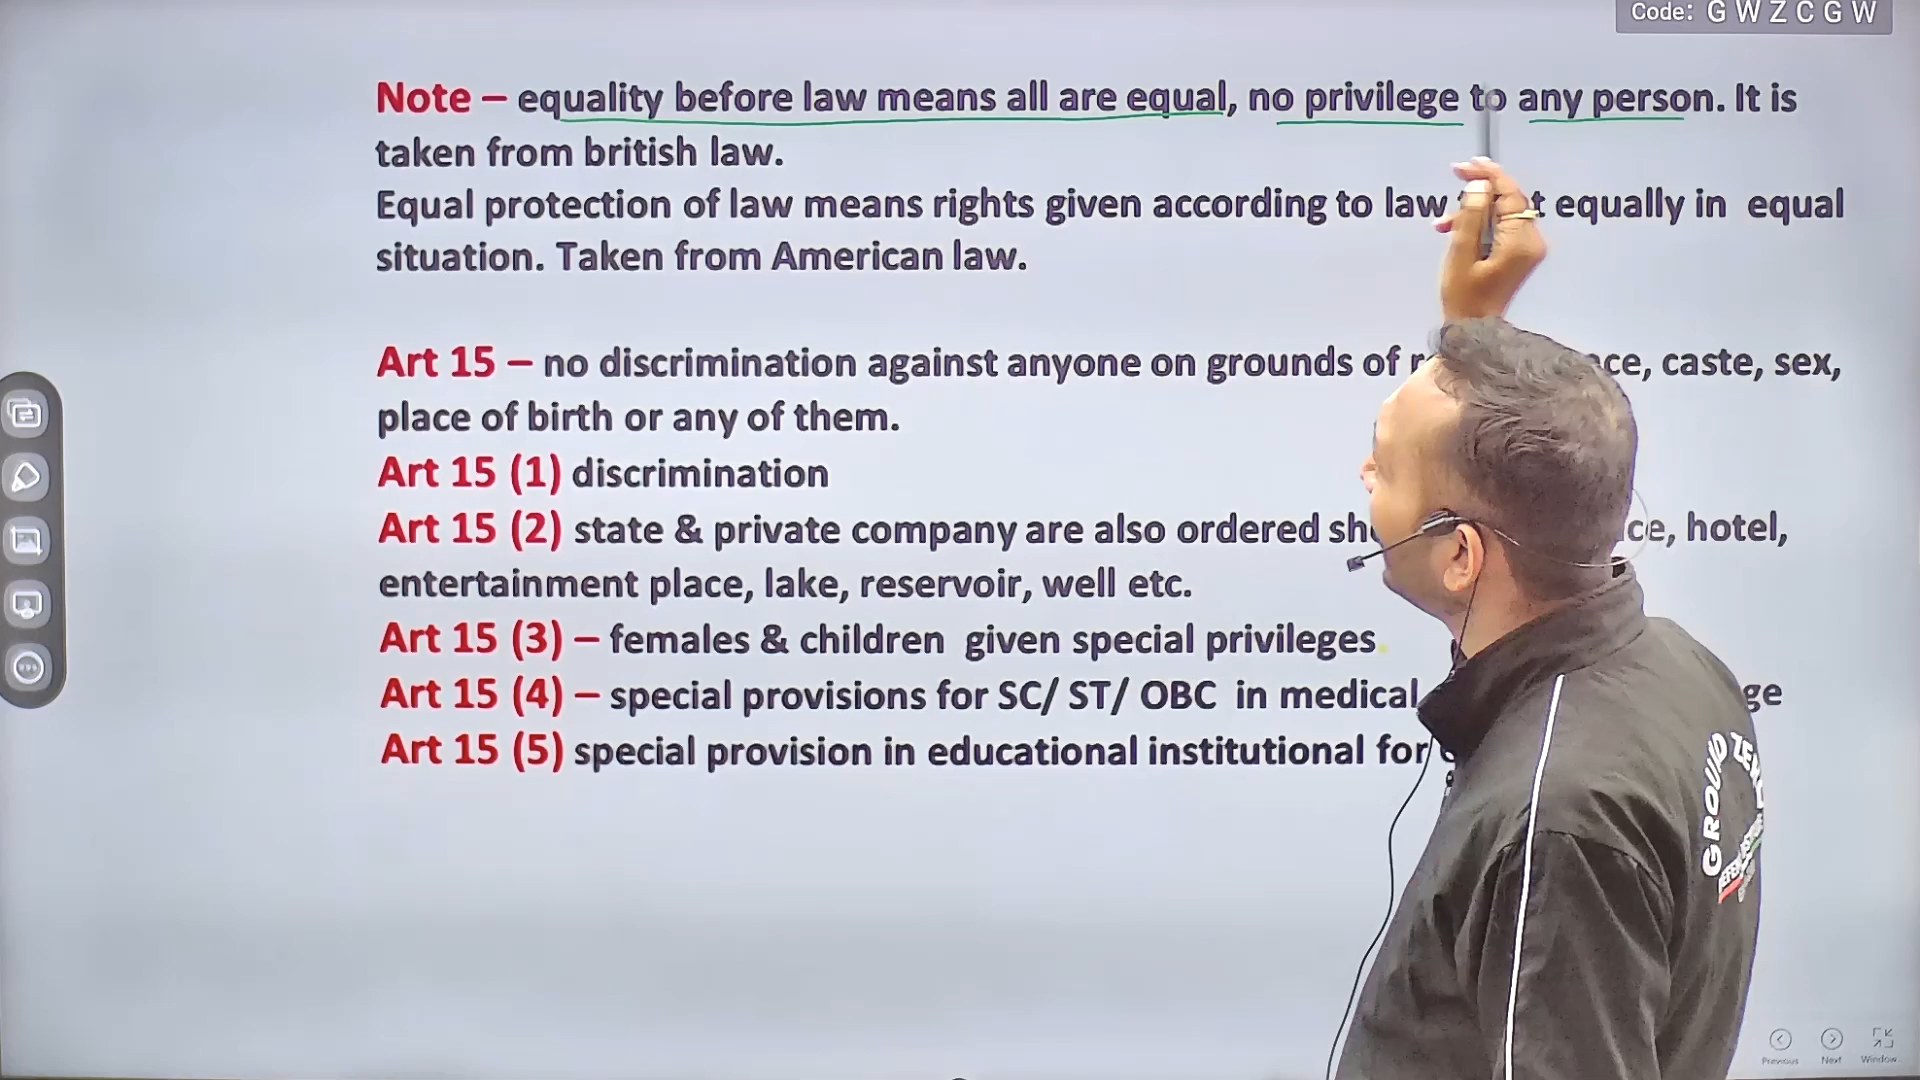 Code: G W Z C G W
Note – equality before law means all are equal, no privilege to any person. It is
taken from british law.
Equal protection of law means rights given according to law equally in equal
situation. Taken from American law.
Art 15 – no discrimination against anyone on grounds of caste, sex,
place of birth or any of them.
Art 15 (1) discrimination
Art 15 (2) state & private company are also ordered hotel,
entertainment place, lake, reservoir, well etc.
Art 15 (3) – females & children given special privileges.
Art 15 (4) – special provisions for SC/ ST/ OBC in medical
Art 15 (5) special provision in educational institutional for
GROUND ZERO
Previous Next Window